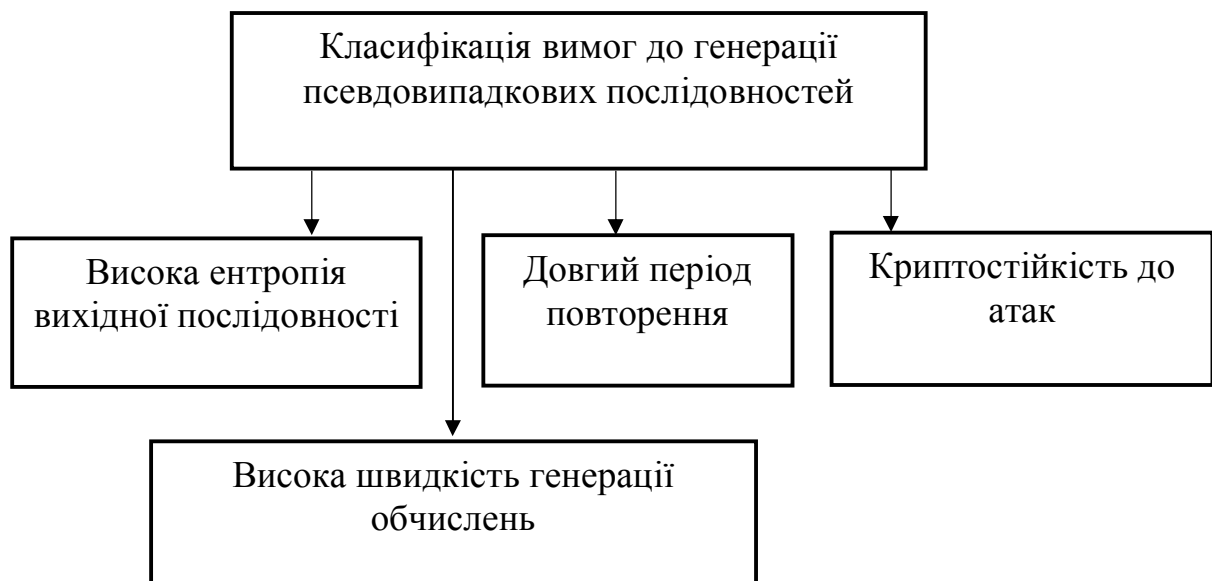 Класифікація вимог до генерації
псевдовипадкових послідовностей
Висока ентропія
вихідної послідовності
Довгий період
повторення
Криптостійкість до
атак
Висока швидкість генерації
обчислень